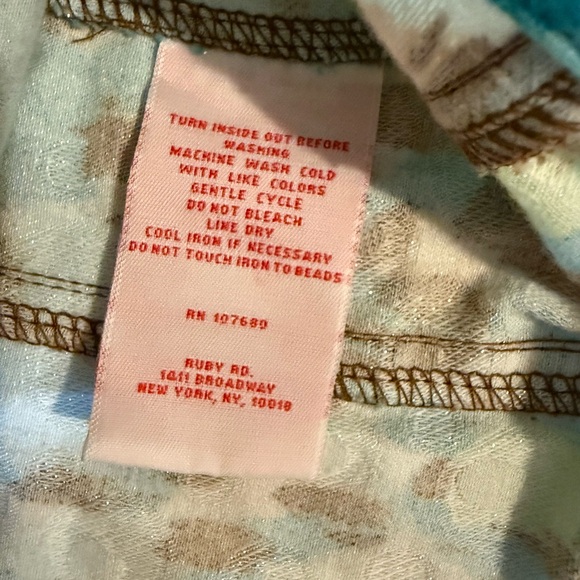 TURN INSIDE OUT BEFORE
WASHING
MACHINE WASH COLD
WITH LIKE COLORS
GENTLE CYCLE
DO NOT BLEACH
LINE DRY
COOL IRON IF NECESSARY
DO NOT TOUCH IRON TO BEADS
RN 107680
RUBY RD.
1411 BROADWAY
NEW YORK, NY, 10018